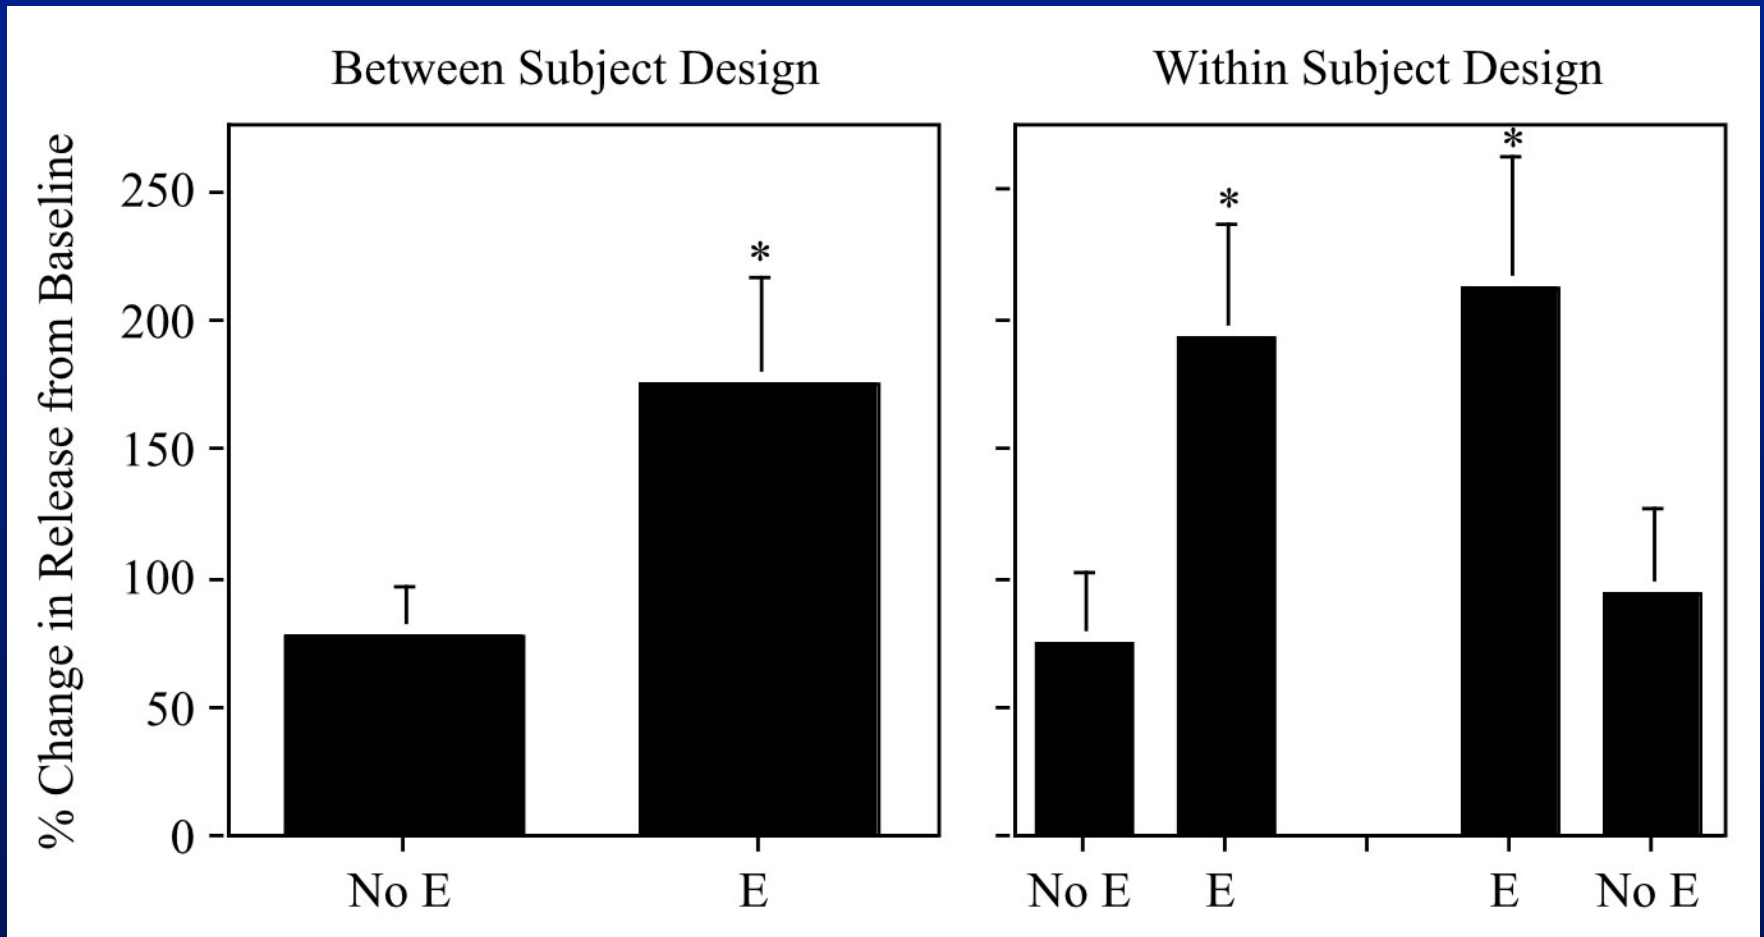 Between Subject Design
Within Subject Design
% Change in Release from Baseline
250
200
150
100
50
0
*
*
*
No E
E
No E
E
E
No E